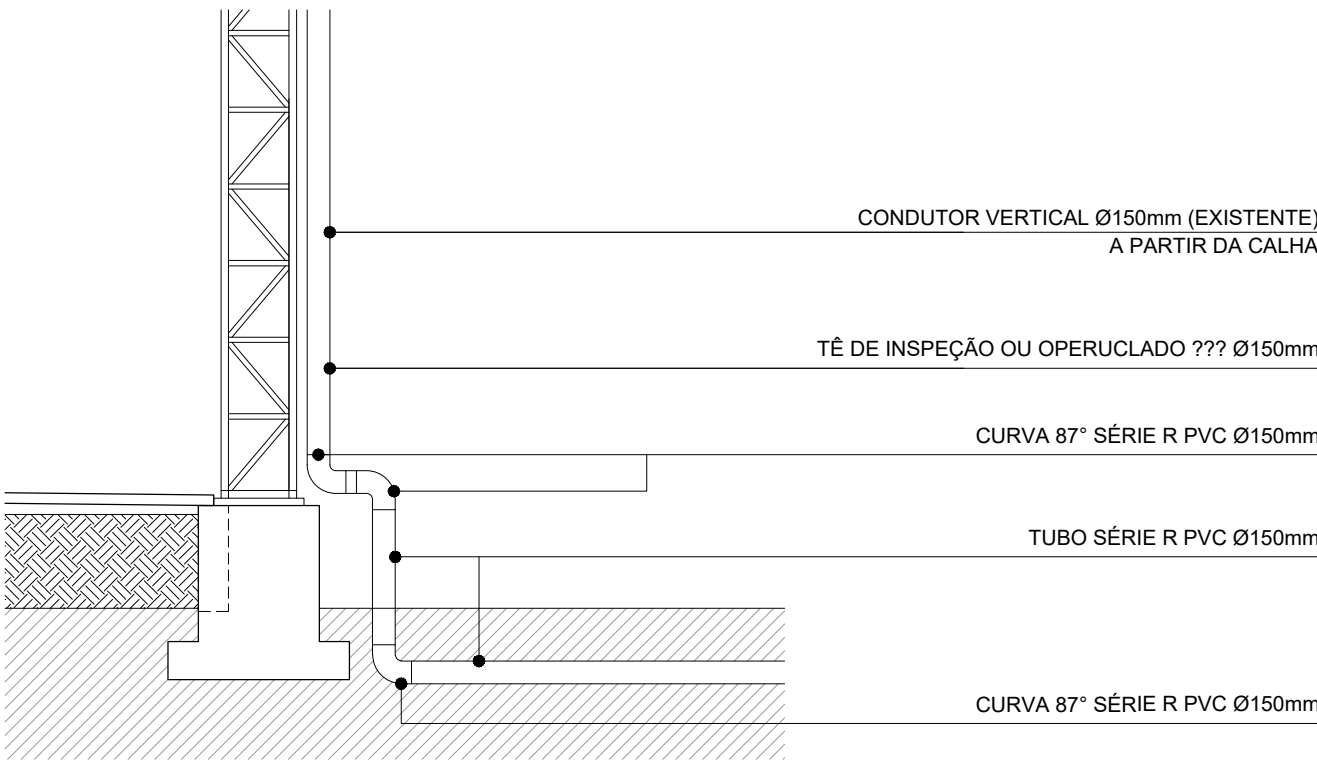 CONDUTOR VERTICAL Ø150mm (EXISTENTE)
A PARTIR DA CALHA
TÊ DE INSPEÇÃO OU OPERUCLADO ??? Ø150mm
CURVA 87° SÉRIE R PVC Ø150mm
TUBO SÉRIE R PVC Ø150mm
CURVA 87° SÉRIE R PVC Ø150mm